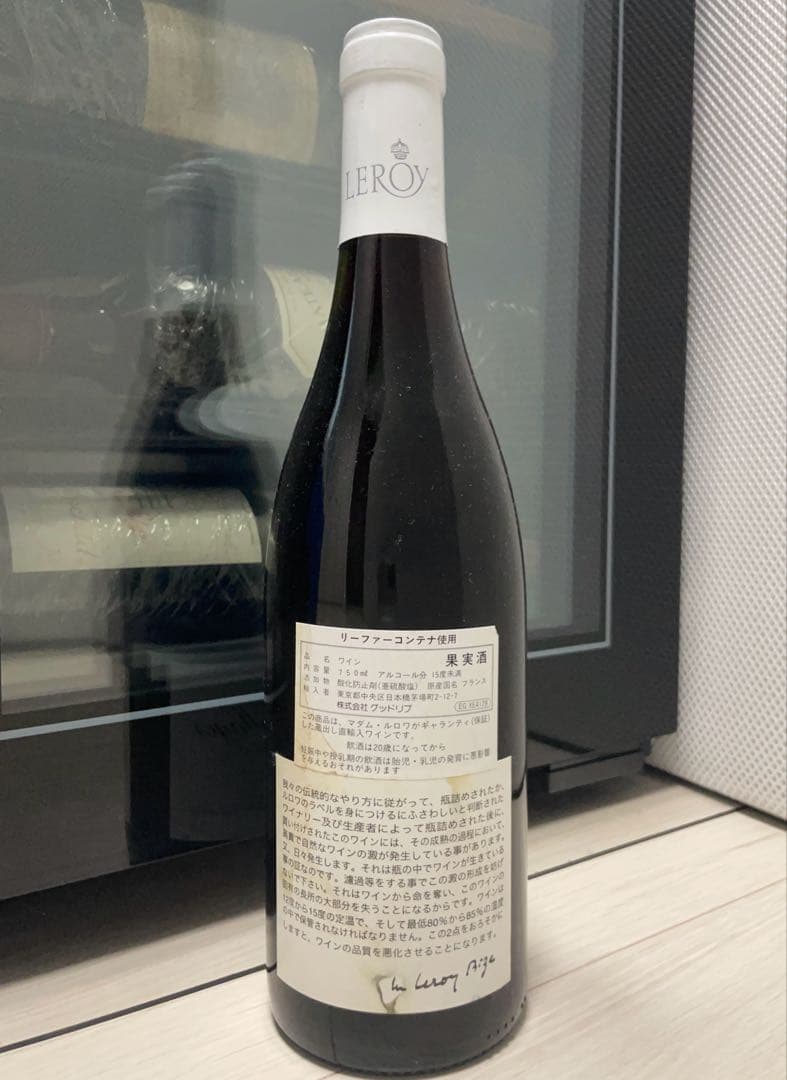 LEROY
リーファーコンテナ使用
品名 ワイン 果実酒
内容量 750㎖ アルコール分 15度未満
添加物 酸化防止剤(亜硫酸塩) 原産国名 フランス
輸入者 東京都中央区日本橋茅場町2-12-7
株式会社 グッドリブ
この商品は、マダム・ルロワがギャランティ(保証)
した蔵出し直輸入ワインです。
飲酒は20歳になってから
妊娠中や授乳期の飲酒は胎児・乳児の発育に悪影響
を与えるおそれがあります
我々の伝統的なやり方に従がって、瓶詰めされたか、
ルロワのラベルを身につけるにふさわしいと判断された
ワイナリー及び生産者によって瓶詰めされた後に、
買い付けされたこのワインには、その成熟の過程において、
真貴で自然なワインの澱が発生している事があります。
又、日々発生します。それは瓶の中でワインが生きている
事の証なのです。濾過等をする事でこの澱の形成を妨げ
ないで下さい。それはワインから命を奪い、このワインの
固有の長所の大部分を失うことになるからです。ワインは
12度から15度の定温で、そして最低80%から85%の湿度
の中で保管されなければなりません。この2点をおろそかに
しますと、ワインの品質を悪化させることになります。
Leroy Bize